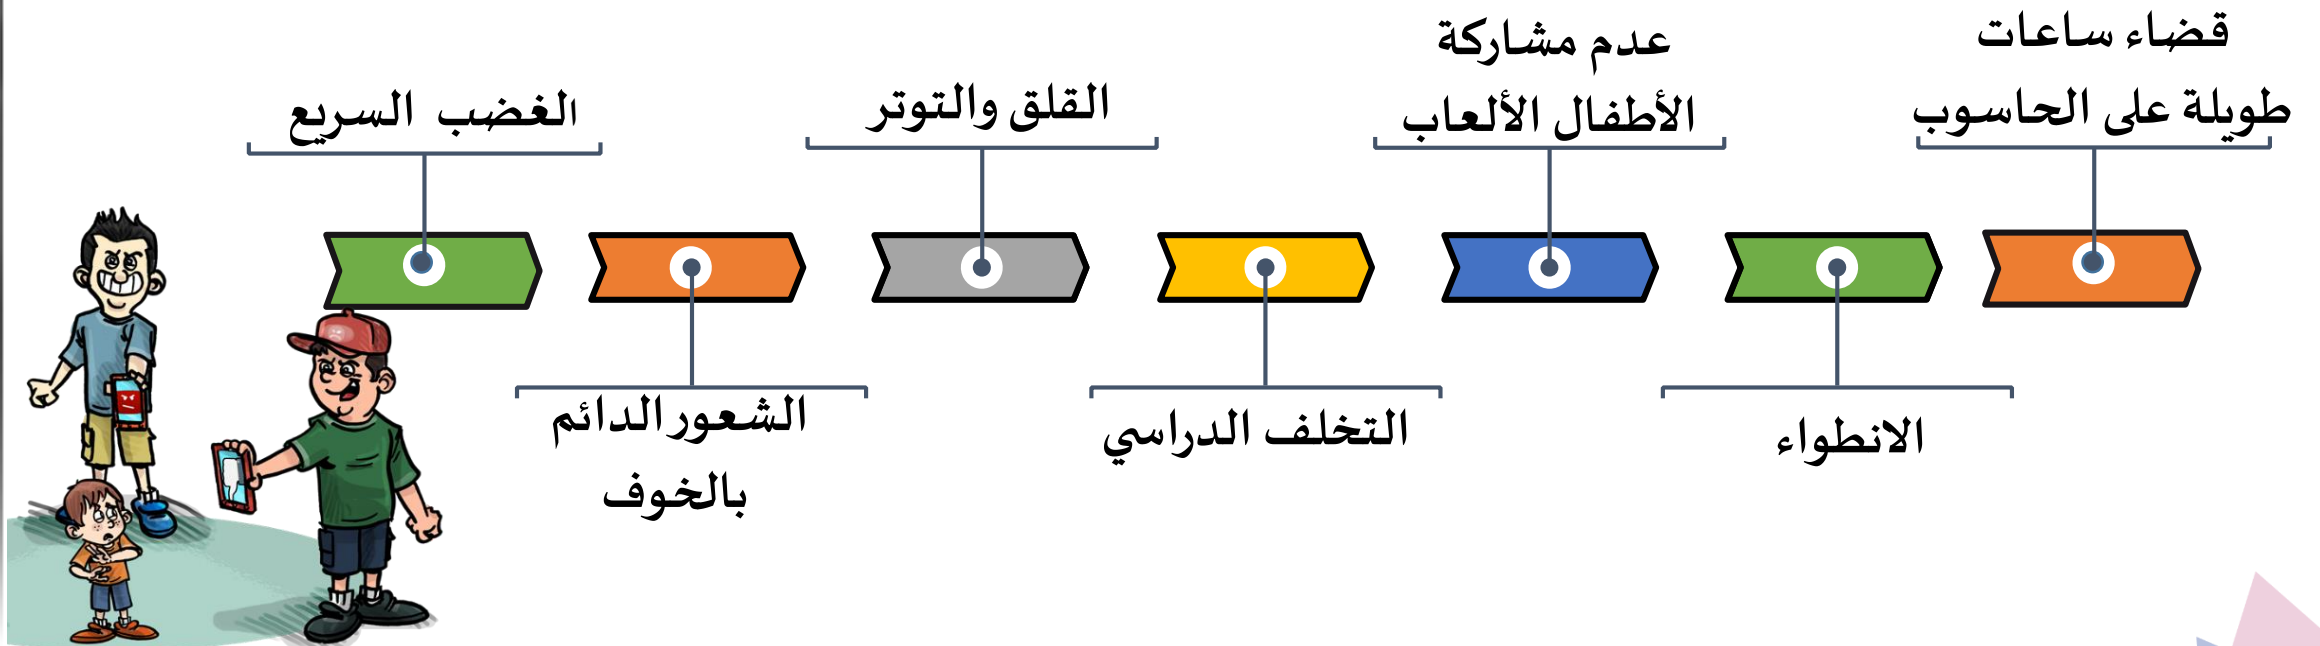 قضاء ساعات
طويلة على الحاسوب
الانطواء
عدم مشاركة
الأطفال الألعاب
التخلف الدراسي
القلق والتوتر
الشعور الدائم
بالخوف
الغضب السريع